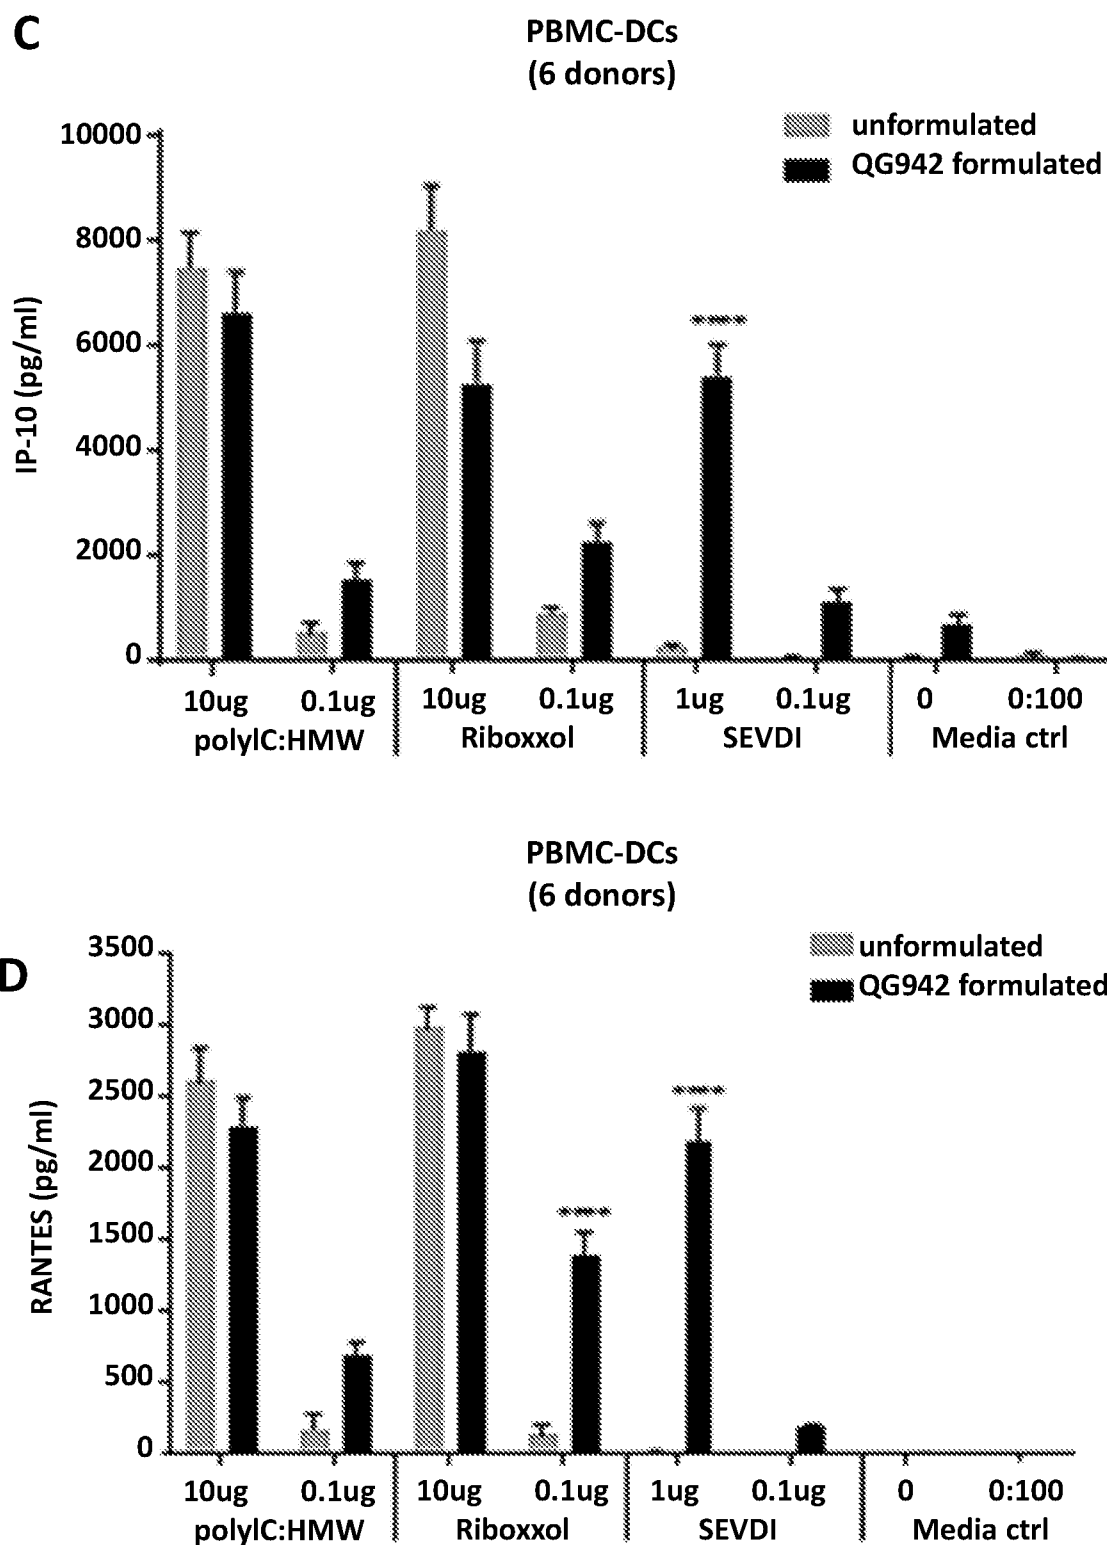 C
PBMC-DCs
(6 donors)
unformulated
QG942 formulated
10000
8000
6000
4000
2000
0
IP-10 (pg/ml)
10ug 0.1ug 10ug 0.1ug 1ug 0.1ug 0 0:100
polyIC:HMW Riboxxol SEVDI Media ctrl
PBMC-DCs
(6 donors)
D
unformulated
QG942 formulated
3500
3000
2500
2000
1500
1000
500
0
RANTES (pg/ml)
10ug 0.1ug 10ug 0.1ug 1ug 0.1ug 0 0:100
polyIC:HMW Riboxxol SEVDI Media ctrl